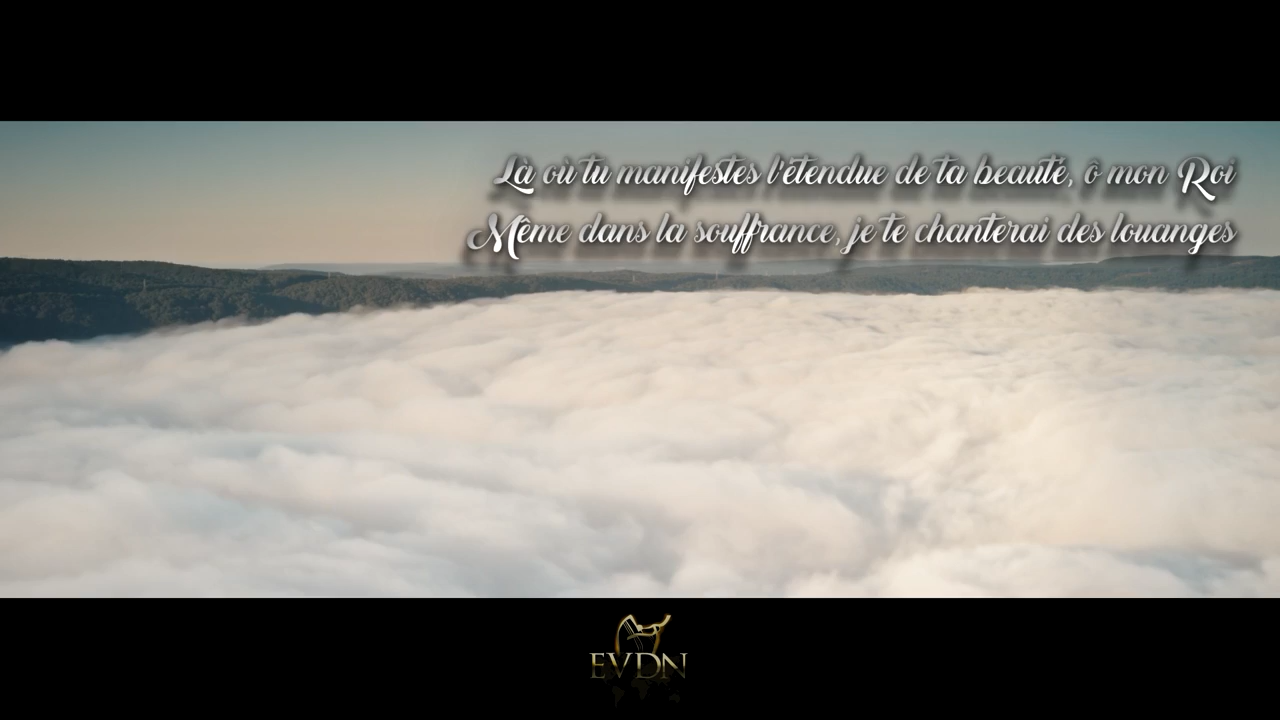 Là où tu manifestes l'étendue de ta beauté, ô mon Roi
Même dans la souffrance, je te chanterai des louanges
EVDN